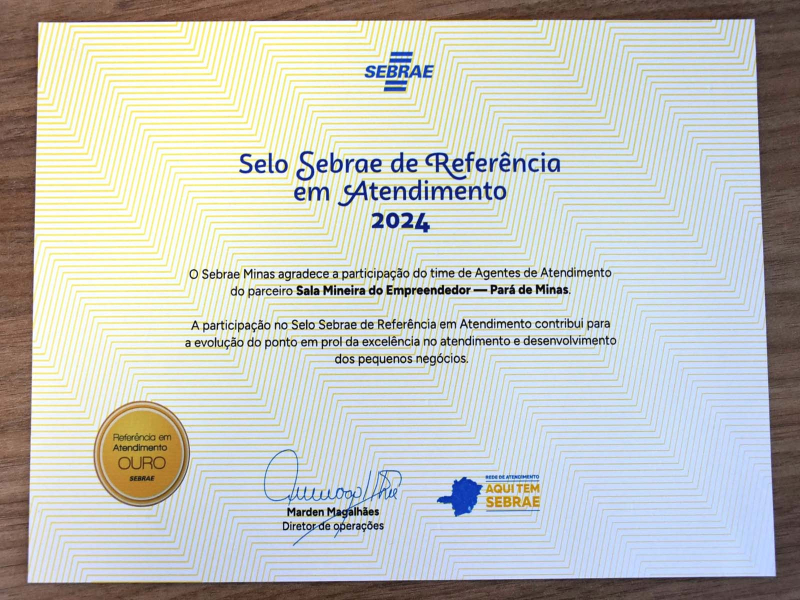 SEBRAE
Selo Sebrae de Referência
em Atendimento
2024
O Sebrae Minas agradece a participação do time de Agentes de Atendimento
do parceiro Sala Mineira do Empreendedor — Pará de Minas.
A participação no Selo Sebrae de Referência em Atendimento contribui para
a evolução do ponto em prol da excelência no atendimento e desenvolvimento
dos pequenos negócios.
Referência em
Atendimento
OURO
SEBRAE
Marden Magalhães
Diretor de operações
REDE DE ATENDIMENTO
AQUI TEM
SEBRAE